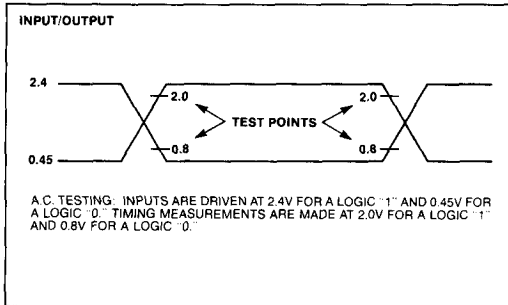 INPUT/OUTPUT
2.4
2.0
2.0
TEST POINTS
0.8
0.8
0.45
A.C. TESTING: INPUTS ARE DRIVEN AT 2.4V FOR A LOGIC "1" AND 0.45V FOR
A LOGIC "0." TIMING MEASUREMENTS ARE MADE AT 2.0V FOR A LOGIC "1"
AND 0.8V FOR A LOGIC "0."